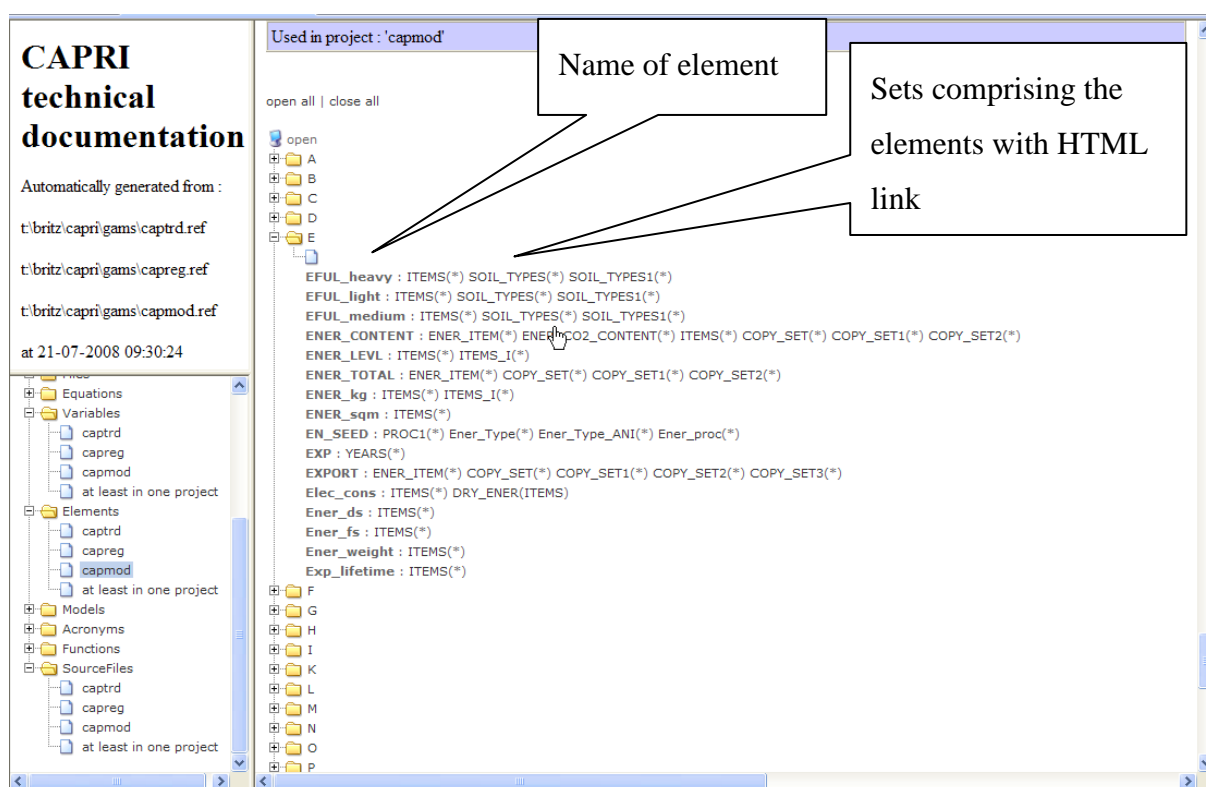 CAPRI
technical
documentation
Automatically generated from :
t:\britz\capri\gams\captrd.ref
t:\britz\capri\gams\capreg.ref
t:\britz\capri\gams\capmod.ref
at 21-07-2008 09:30:24
Files
Equations
Variables
captrd
capreg
capmod
at least in one project
Elements
captrd
capreg
capmod
at least in one project
Models
Acronyms
Functions
SourceFiles
captrd
capreg
capmod
at least in one project
Used in project : 'capmod'
Name of element
Sets comprising the
elements with HTML
link
open all | close all
open
A
B
C
D
E
EFUL_heavy : ITEMS(*) SOIL_TYPES(*) SOIL_TYPES1(*)
EFUL_light : ITEMS(*) SOIL_TYPES(*) SOIL_TYPES1(*)
EFUL_medium : ITEMS(*) SOIL_TYPES(*) SOIL_TYPES1(*)
ENER_CONTENT : ENER_ITEM(*) ENER_CO2_CONTENT(*) ITEMS(*) COPY_SET(*) COPY_SET1(*) COPY_SET2(*)
ENER_LEVL : ITEMS(*) ITEMS_I(*)
ENER_TOTAL : ENER_ITEM(*) COPY_SET(*) COPY_SET1(*) COPY_SET2(*)
ENER_kg : ITEMS(*) ITEMS_I(*)
ENER_sqm : ITEMS(*)
EN_SEED : PROC1(*) Ener_Type(*) Ener_Type_ANI(*) Ener_proc(*)
EXP : YEARS(*)
EXPORT : ENER_ITEM(*) COPY_SET(*) COPY_SET1(*) COPY_SET2(*) COPY_SET3(*)
Elec_cons : ITEMS(*) DRY_ENER(ITEMS)
Ener_ds : ITEMS(*)
Ener_fs : ITEMS(*)
Ener_weight : ITEMS(*)
Exp_lifetime : ITEMS(*)
F
G
H
I
K
L
M
N
O
P